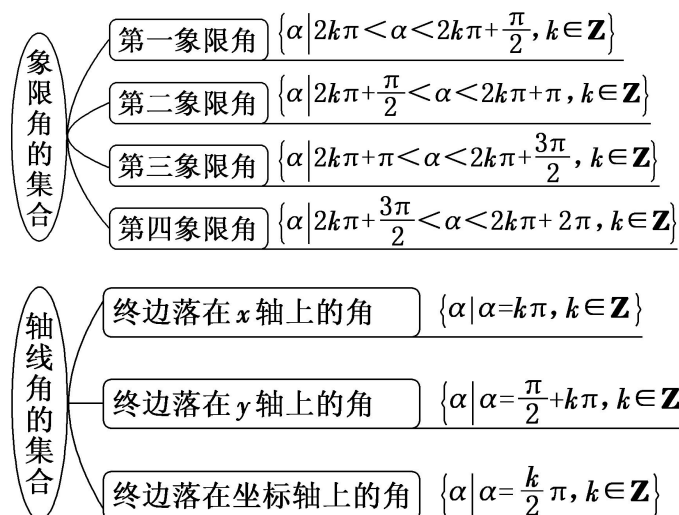 象限角的集合
第一象限角 {α|2kπ<α<2kπ+π/2, k∈Z}
第二象限角 {α|2kπ+π/2<α<2kπ+π, k∈Z}
第三象限角 {α|2kπ+π<α<2kπ+3π/2, k∈Z}
第四象限角 {α|2kπ+3π/2<α<2kπ+2π, k∈Z}
轴线角的集合
终边落在x轴上的角 {α|α=kπ, k∈Z}
终边落在y轴上的角 {α|α=π/2+kπ, k∈Z
终边落在坐标轴上的角 {α|α=k/2π, k∈Z}